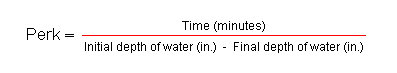 Time (minutes)
Perk =
Initial depth of water (in.) - Final depth of water (in.)